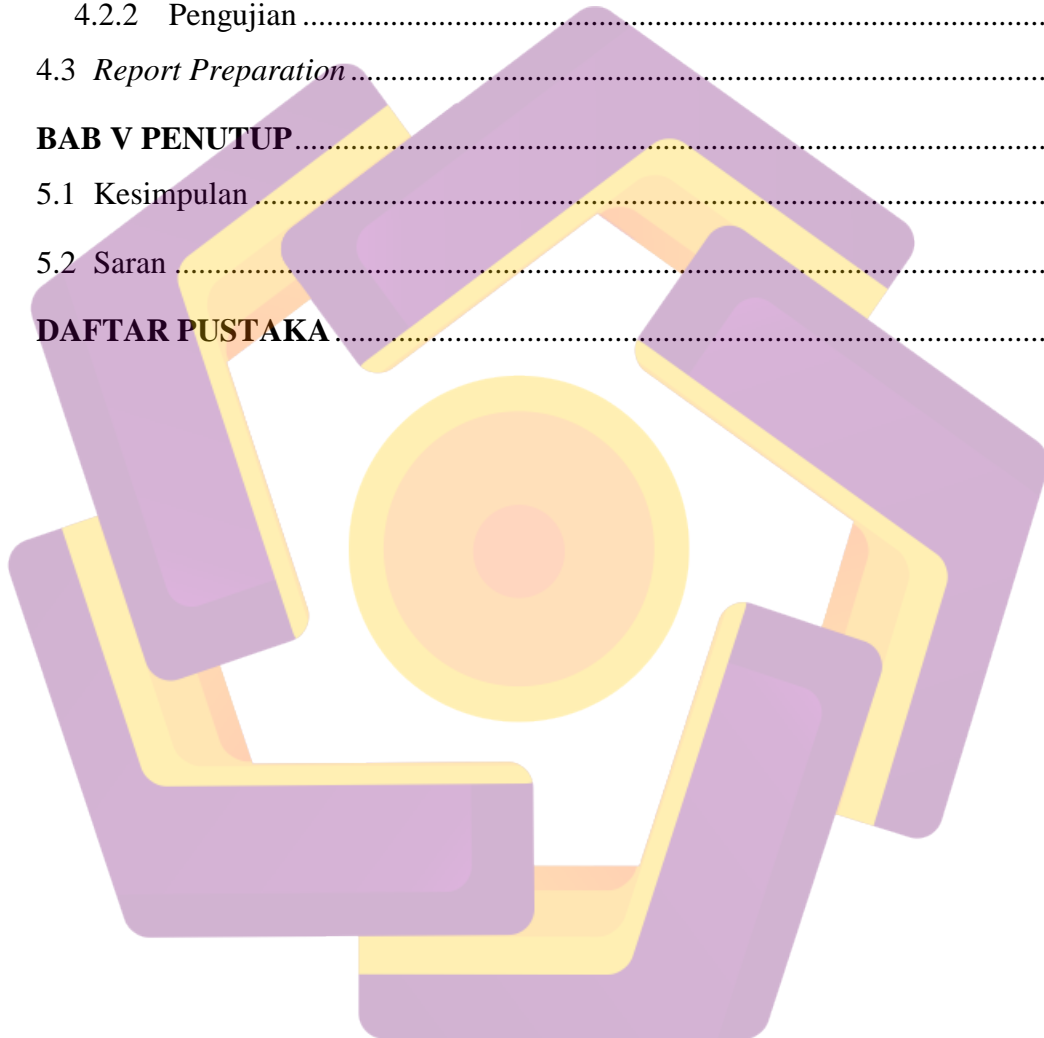 4.2.2 Pengujian ........................................................................................
4.3 Report Preparation ........................................................................................
BAB V PENUTUP ........................................................................................
5.1 Kesimpulan ........................................................................................
5.2 Saran ........................................................................................
DAFTAR PUSTAKA ........................................................................................